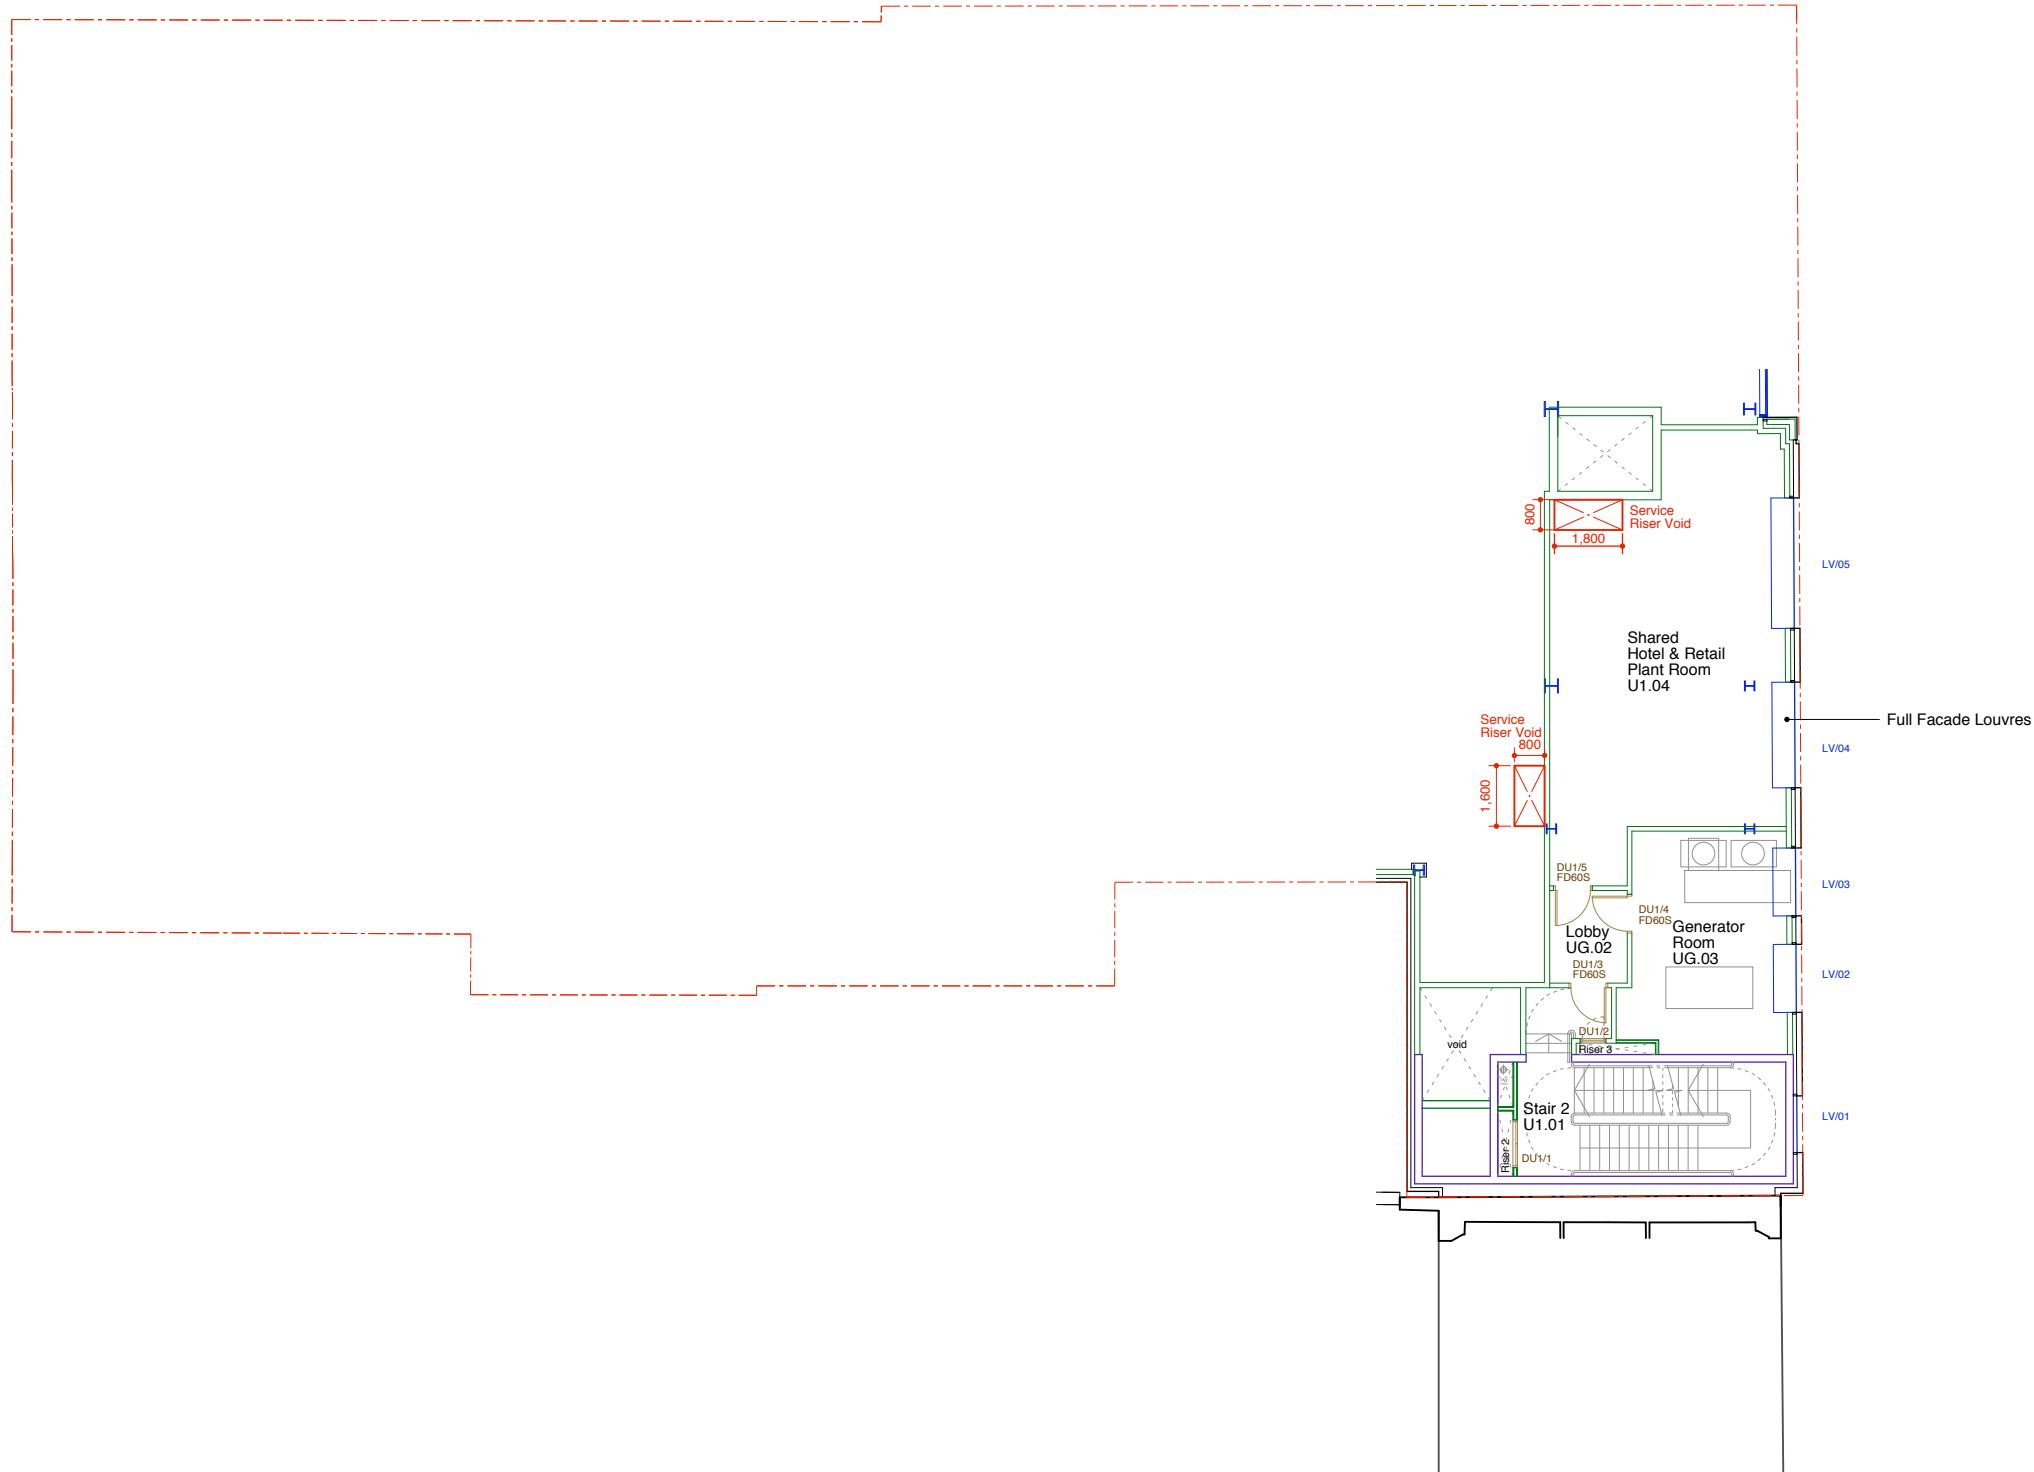 800
Service
Riser Void
1,800
LV/05
Shared
Hotel & Retail
Plant Room
U1.04
Service
Riser Void
800
Full Facade Louvres
LV/04
1,600
DU1/5
FD60S
LV/03
DU1/4
FD60S
Lobby
UG.02
Generator
Room
UG.03
DU1/3
FD60S
LV/02
DU1/2
Riser 3
void
Stair 2
U1.01
LV/01
Riser 2
DU1/1